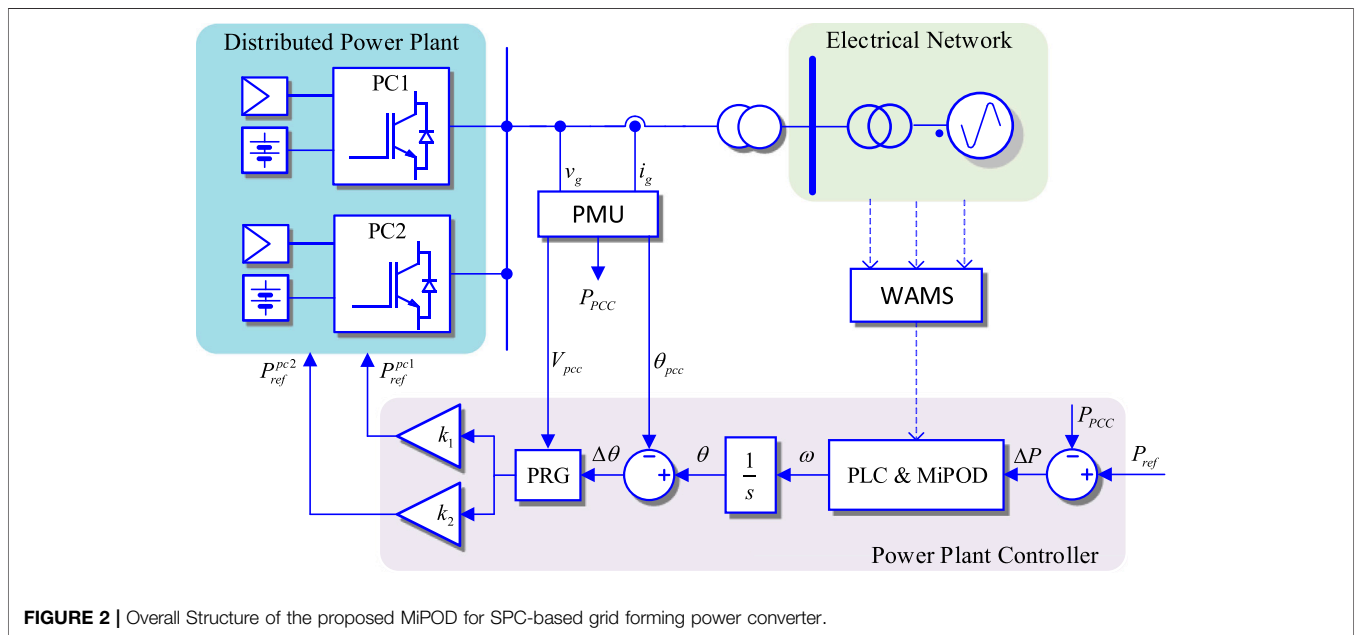 Distributed Power Plant
Electrical Network
PC1
v_g
i_g
PMU
PC2
P_PCC
WAMS
V_pcc
θ_pcc
P_ref^pc2
P_ref^pc1
k_1
P_PCC
PRG
Δθ
−
+
θ
1/s
ω
PLC & MiPOD
ΔP
−
+
P_ref
k_2
Power Plant Controller
FIGURE 2 | Overall Structure of the proposed MiPOD for SPC-based grid forming power converter.